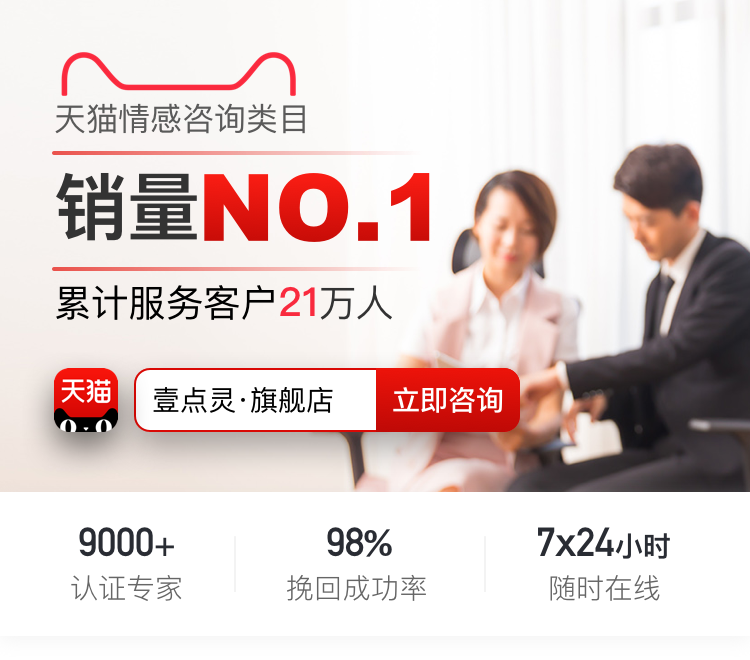 天猫情感咨询类目
销量NO.1
累计服务客户21万人
天猫 壹点灵·旗舰店 立即咨询
9000+ 98% 7x24小时
认证专家 挽回成功率 随时在线